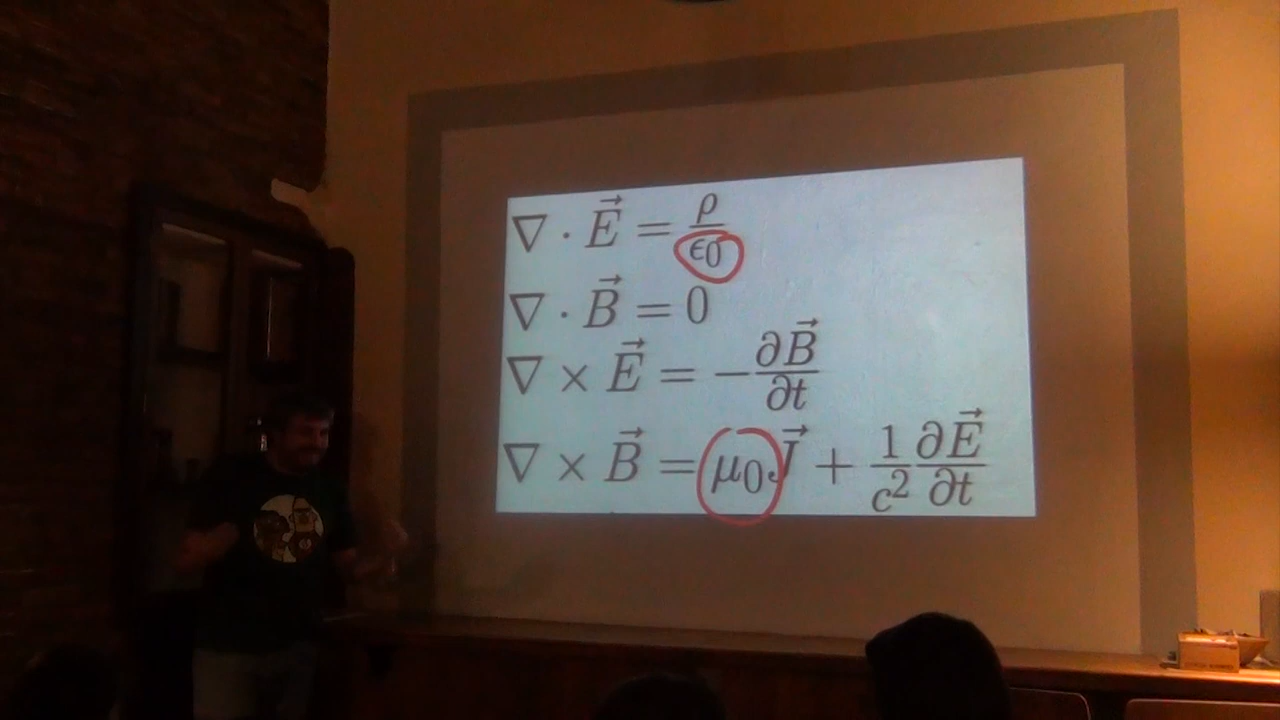 ∇ · E⃗ = ρ/ϵ₀
∇ · B⃗ = 0
∇ × E⃗ = −∂B⃗/∂t
∇ × B⃗ = μ₀J⃗ + 1/c² ∂E⃗/∂t